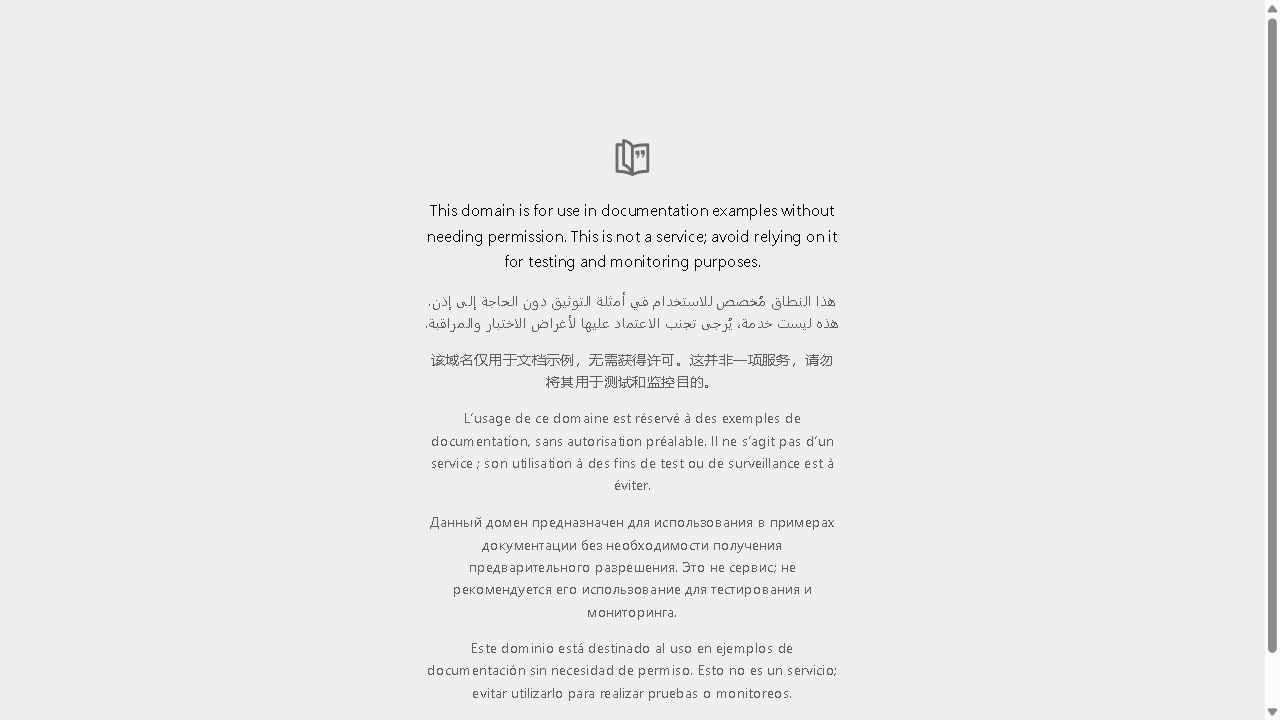 This domain is for use in documentation examples without
needing permission. This is not a service; avoid relying on it
for testing and monitoring purposes.
هذا النطاق مُخصص للاستخدام في أمثلة التوثيق دون الحاجة إلى إذن.
هذه ليست خدمة، يُرجى تجنب الاعتماد عليها لأغراض الاختبار والمراقبة.
该域名仅用于文档示例，无需获得许可。这并非一项服务，请勿
将其用于测试和监控目的。
L’usage de ce domaine est réservé à des exemples de
documentation, sans autorisation préalable. Il ne s’agit pas d’un
service ; son utilisation à des fins de test ou de surveillance est à
éviter.
Данный домен предназначен для использования в примерах
документации без необходимости получения
предварительного разрешения. Это не сервис; не
рекомендуется его использование для тестирования и
мониторинга.
Este dominio está destinado al uso en ejemplos de
documentación sin necesidad de permiso. Esto no es un servicio;
evitar utilizarlo para realizar pruebas o monitoreos.